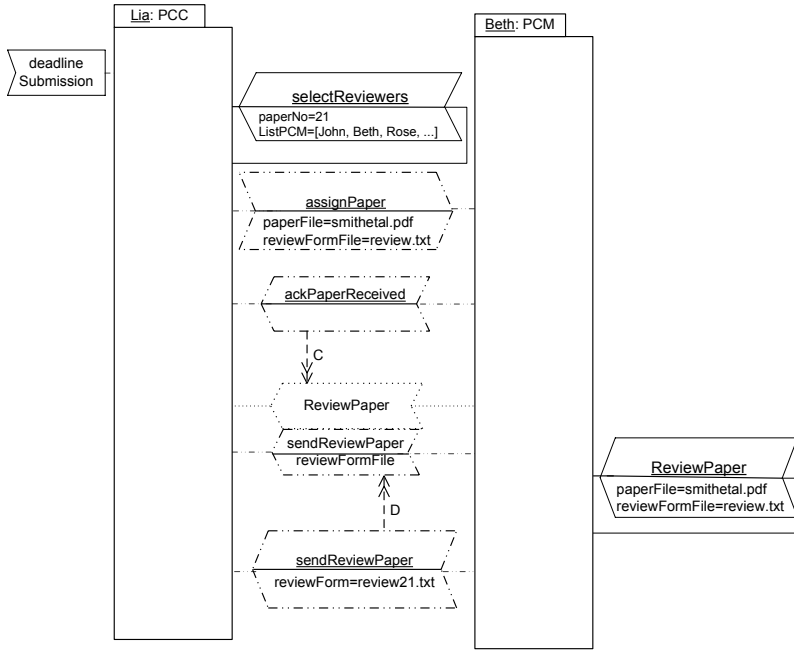 Lia: PCC
Beth: PCM
deadline
Submission
selectReviewers
paperNo=21
ListPCM=[John, Beth, Rose, ...]
assignPaper
paperFile=smithetal.pdf
reviewFormFile=review.txt
ackPaperReceived
C
ReviewPaper
sendReviewPaper
reviewFormFile
ReviewPaper
paperFile=smithetal.pdf
reviewFormFile=review.txt
D
sendReviewPaper
reviewForm=review21.txt